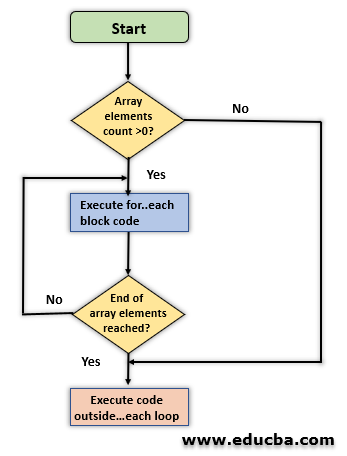 Start
Array
elements
count >0?
No
Yes
Execute for..each
block code
End of
array elements
reached?
No
Yes
Execute code
outside...each loop
www.educba.com